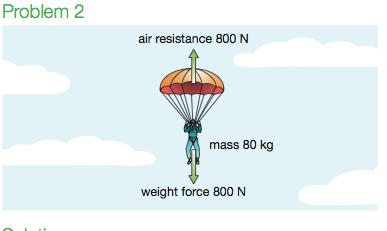 Problem 2
air resistance 800 N
mass 80 kg
weight force 800 N